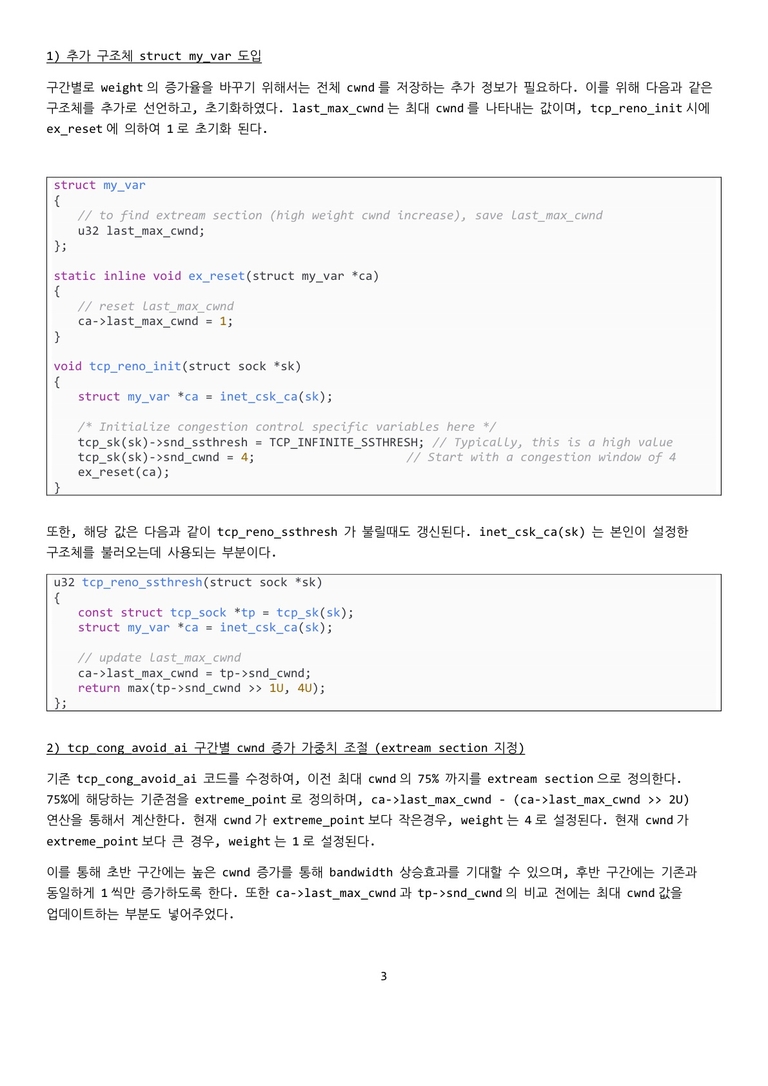 1) 추가 구조체 struct my_var 도입
구간별로 weight 의 증가율을 바꾸기 위해서는 전체 cwnd 를 저장하는 추가 정보가 필요하다. 이를 위해 다음과 같은
구조체를 추가로 선언하고, 초기화하였다. last_max_cwnd 는 최대 cwnd 를 나타내는 값이며, tcp_reno_init 시에
ex_reset 에 의하여 1 로 초기화 된다.
struct my_var
{
    // to find extream section (high weight cwnd increase), save last_max_cwnd
    u32 last_max_cwnd;
};
static inline void ex_reset(struct my_var *ca)
{
    // reset last_max_cwnd
    ca->last_max_cwnd = 1;
}
void tcp_reno_init(struct sock *sk)
{
    struct my_var *ca = inet_csk_ca(sk);
    /* Initialize congestion control specific variables here */
    tcp_sk(sk)->snd_ssthresh = TCP_INFINITE_SSTHRESH; // Typically, this is a high value
    tcp_sk(sk)->snd_cwnd = 4;                    // Start with a congestion window of 4
    ex_reset(ca);
}
또한, 해당 값은 다음과 같이 tcp_reno_ssthresh 가 불릴때도 갱신된다. inet_csk_ca(sk) 는 본인이 설정한
구조체를 불러오는데 사용되는 부분이다.
u32 tcp_reno_ssthresh(struct sock *sk)
{
    const struct tcp_sock *tp = tcp_sk(sk);
    struct my_var *ca = inet_csk_ca(sk);
    // update last_max_cwnd
    ca->last_max_cwnd = tp->snd_cwnd;
    return max(tp->snd_cwnd >> 1U, 4U);
};
2) tcp_cong_avoid_ai 구간별 cwnd 증가 가중치 조절 (extream section 지정)
기존 tcp_cong_avoid_ai 코드를 수정하여, 이전 최대 cwnd 의 75% 까지를 extream section 으로 정의한다.
75%에 해당하는 기준점을 extreme_point 로 정의하며, ca->last_max_cwnd - (ca->last_max_cwnd >> 2U)
연산을 통해서 계산한다. 현재 cwnd 가 extreme_point 보다 작은경우, weight 는 4 로 설정된다. 현재 cwnd 가
extreme_point 보다 큰 경우, weight 는 1 로 설정된다.
이를 통해 초반 구간에는 높은 cwnd 증가를 통해 bandwidth 상승효과를 기대할 수 있으며, 후반 구간에는 기존과
동일하게 1 씩만 증가하도록 한다. 또한 ca->last_max_cwnd 과 tp->snd_cwnd 의 비교 전에는 최대 cwnd 값을
업데이트하는 부분도 넣어주었다.
3